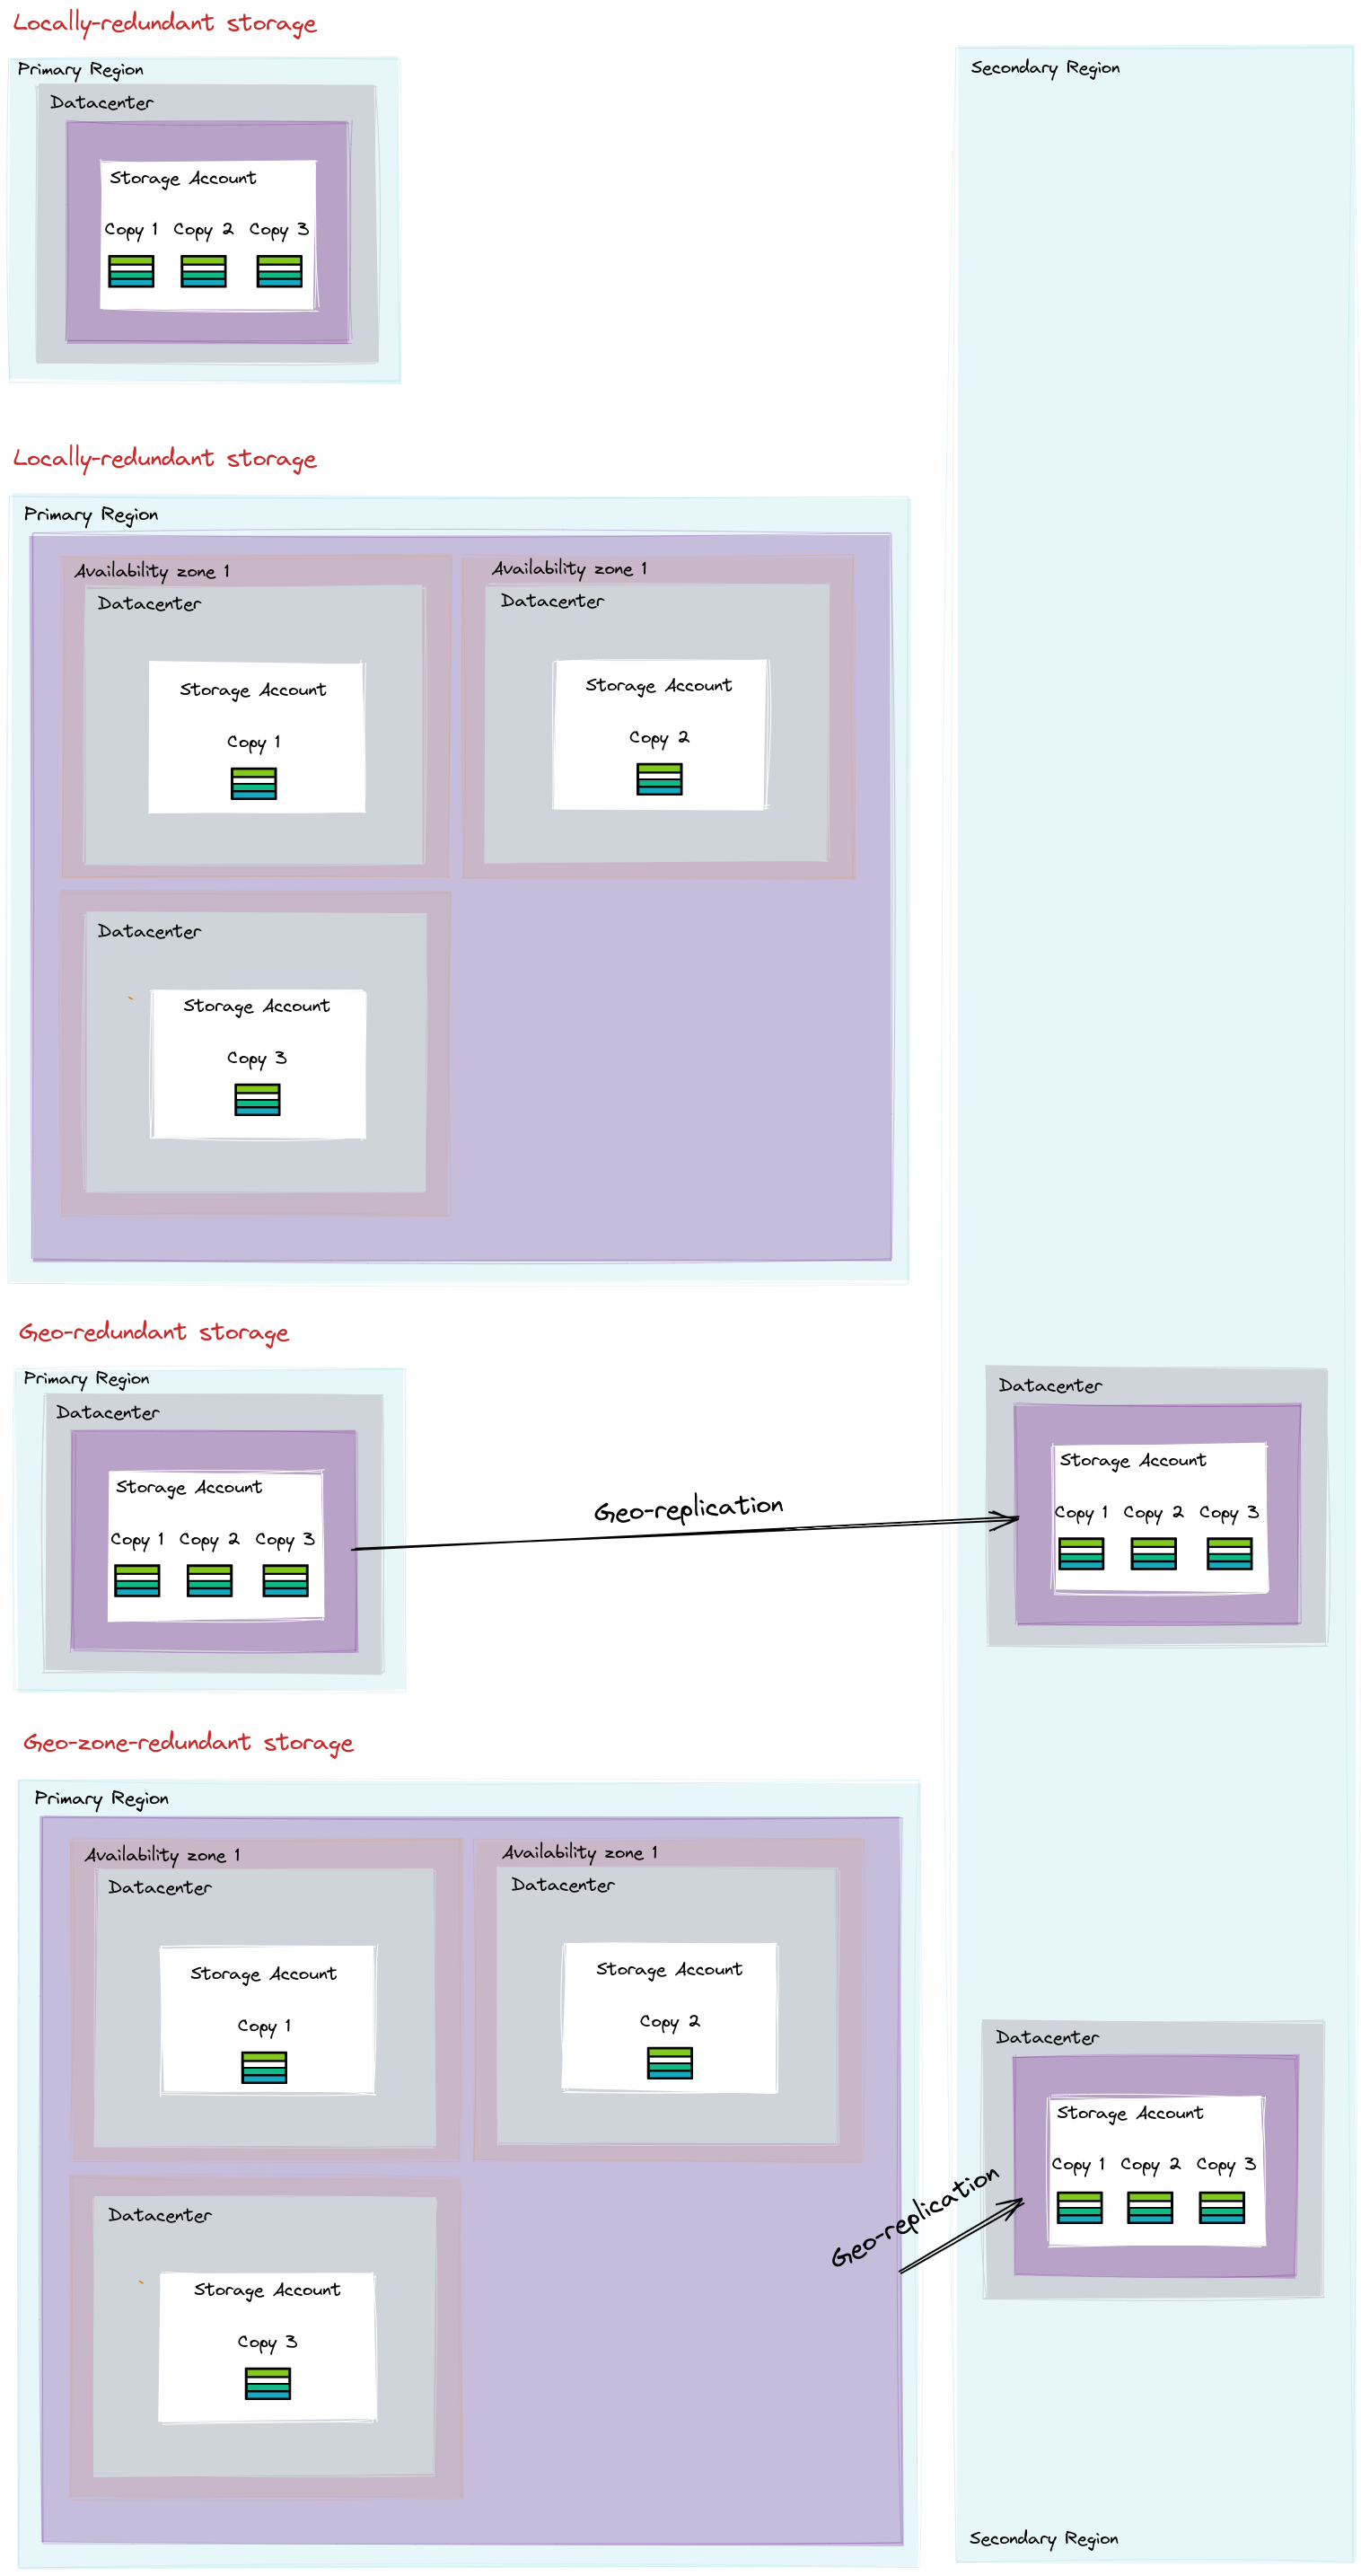 Locally-redundant storage
Primary Region
Datacenter
Storage Account
Copy 1 Copy 2 Copy 3
Secondary Region
Locally-redundant storage
Primary Region
Availability zone 1
Datacenter
Storage Account
Copy 1
Availability zone 1
Datacenter
Storage Account
Copy 2
Datacenter
Storage Account
Copy 3
Geo-redundant storage
Primary Region
Datacenter
Storage Account
Copy 1 Copy 2 Copy 3
Geo-replication
Datacenter
Storage Account
Copy 1 Copy 2 Copy 3
Geo-zone-redundant storage
Primary Region
Availability zone 1
Datacenter
Storage Account
Copy 1
Availability zone 1
Datacenter
Storage Account
Copy 2
Datacenter
Storage Account
Copy 3
Geo-replication
Datacenter
Storage Account
Copy 1 Copy 2 Copy 3
Secondary Region